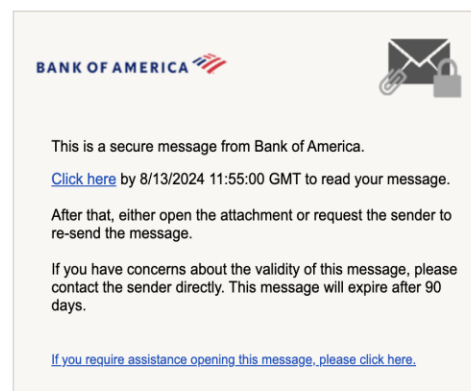 BANK OF AMERICA
This is a secure message from Bank of America.
Click here by 8/13/2024 11:55:00 GMT to read your message.
After that, either open the attachment or request the sender to
re-send the message.
If you have concerns about the validity of this message, please
contact the sender directly. This message will expire after 90
days.
If you require assistance opening this message, please click here.